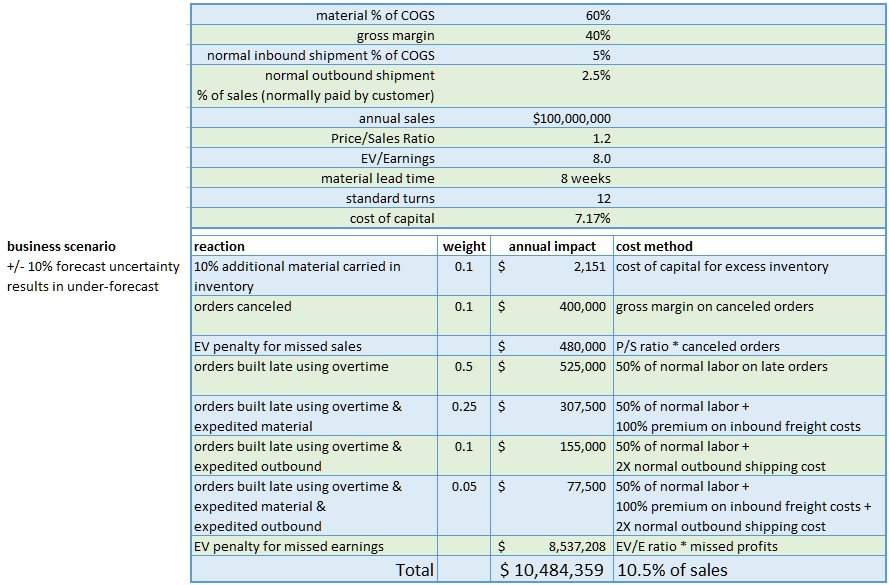 material % of COGS 60%
gross margin 40%
normal inbound shipment % of COGS 5%
normal outbound shipment 2.5%
% of sales (normally paid by customer)
annual sales $100,000,000
Price/Sales Ratio 1.2
EV/Earnings 8.0
material lead time 8 weeks
standard turns 12
cost of capital 7.17%
business scenario reaction weight annual impact cost method
+/- 10% forecast uncertainty 10% additional material carried in 0.1 $ 2,151 cost of capital for excess inventory
results in under-forecast inventory
orders canceled 0.1 $ 400,000 gross margin on canceled orders
EV penalty for missed sales $ 480,000 P/S ratio * canceled orders
orders built late using overtime 0.5 $ 525,000 50% of normal labor on late orders
orders built late using overtime & 0.25 $ 307,500 50% of normal labor +
expedited material 100% premium on inbound freight costs
orders built late using overtime & 0.1 $ 155,000 50% of normal labor +
expedited outbound 2X normal outbound shipping cost
orders built late using overtime & 0.05 $ 77,500 50% of normal labor +
expedited material & 100% premium on inbound freight costs +
expedited outbound 2X normal outbound shipping cost
EV penalty for missed earnings $ 8,537,208 EV/E ratio * missed profits
Total $ 10,484,359 10.5% of sales